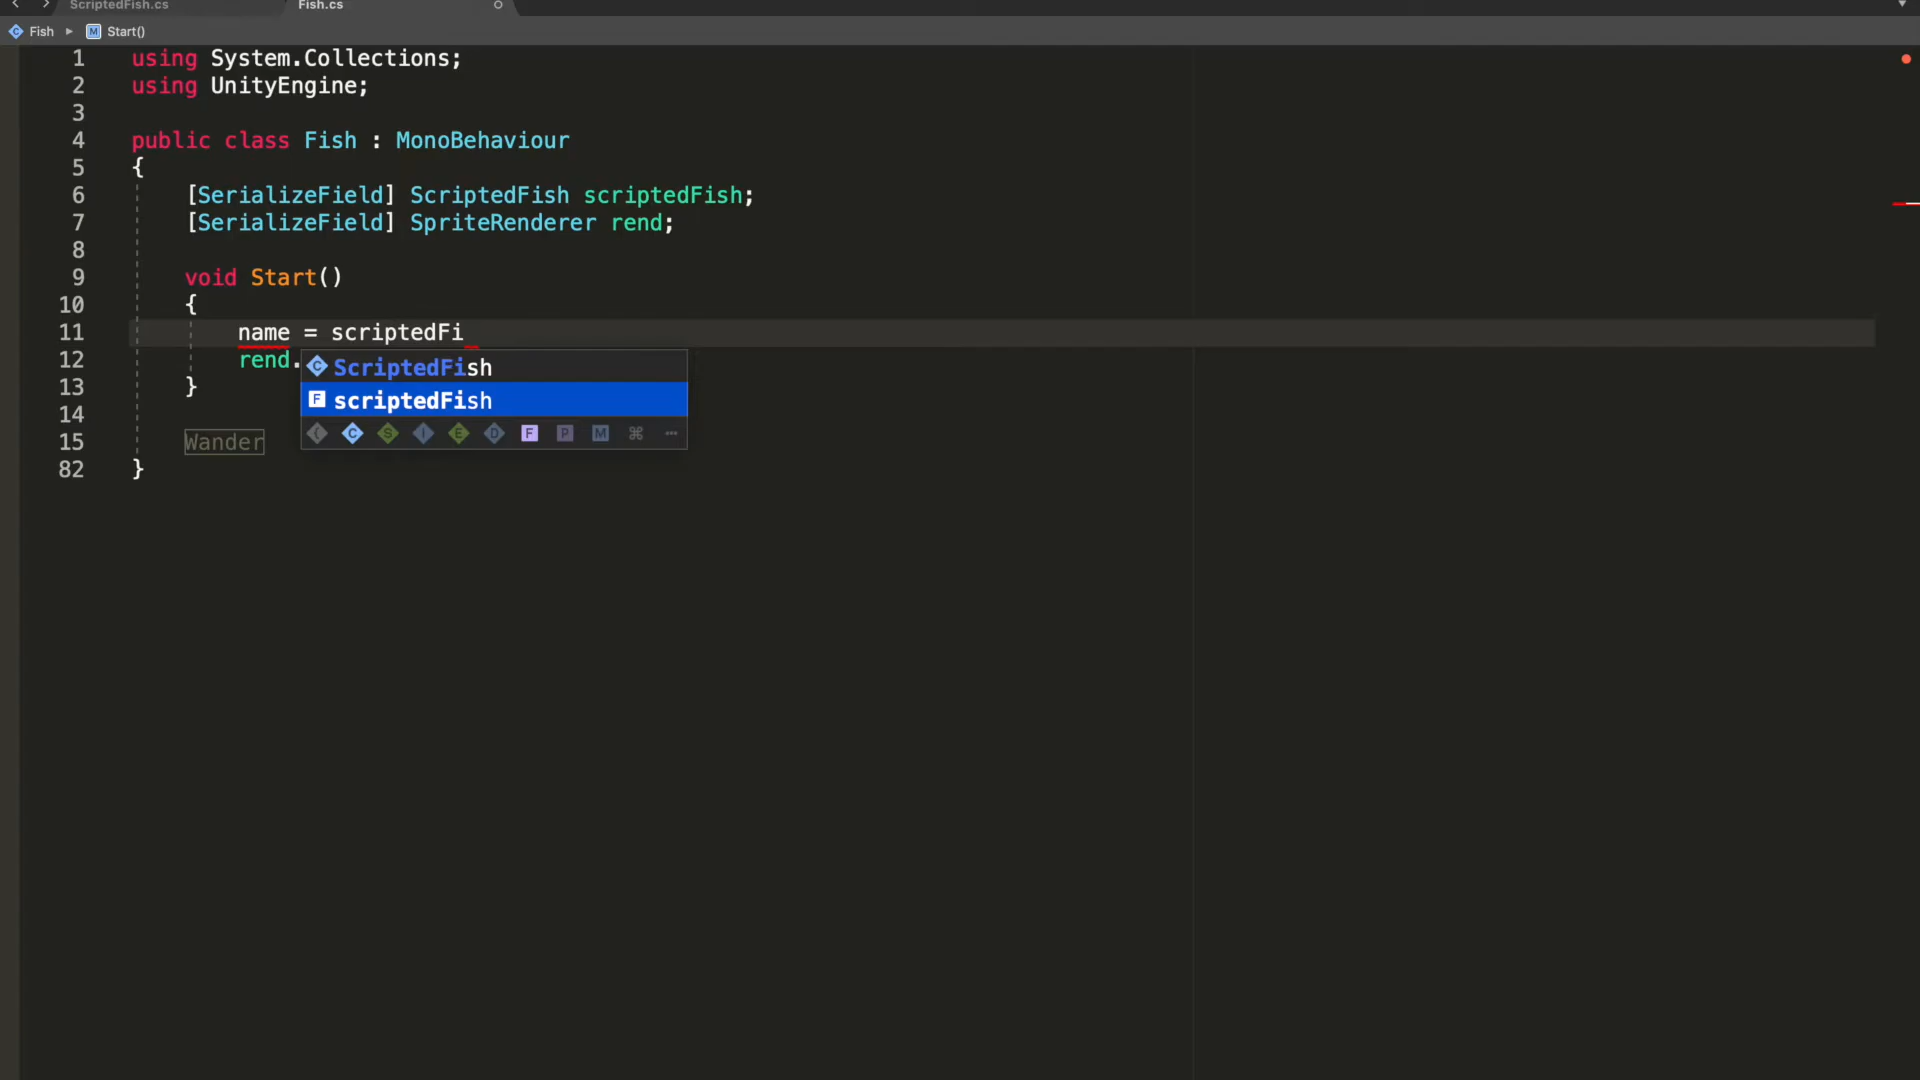 ScriptedFish.cs
Fish.cs
Fish
M Start()
1 using System.Collections;
2 using UnityEngine;
3
4 public class Fish : MonoBehaviour
5 {
6 [SerializeField] ScriptedFish scriptedFish;
7 [SerializeField] SpriteRenderer rend;
8
9 void Start()
10 {
11 name = scriptedFi
12 rend.
C ScriptedFish
13 }
F scriptedFish
14
C S I E D F P M ⌘ ···
15 Wander
82 }